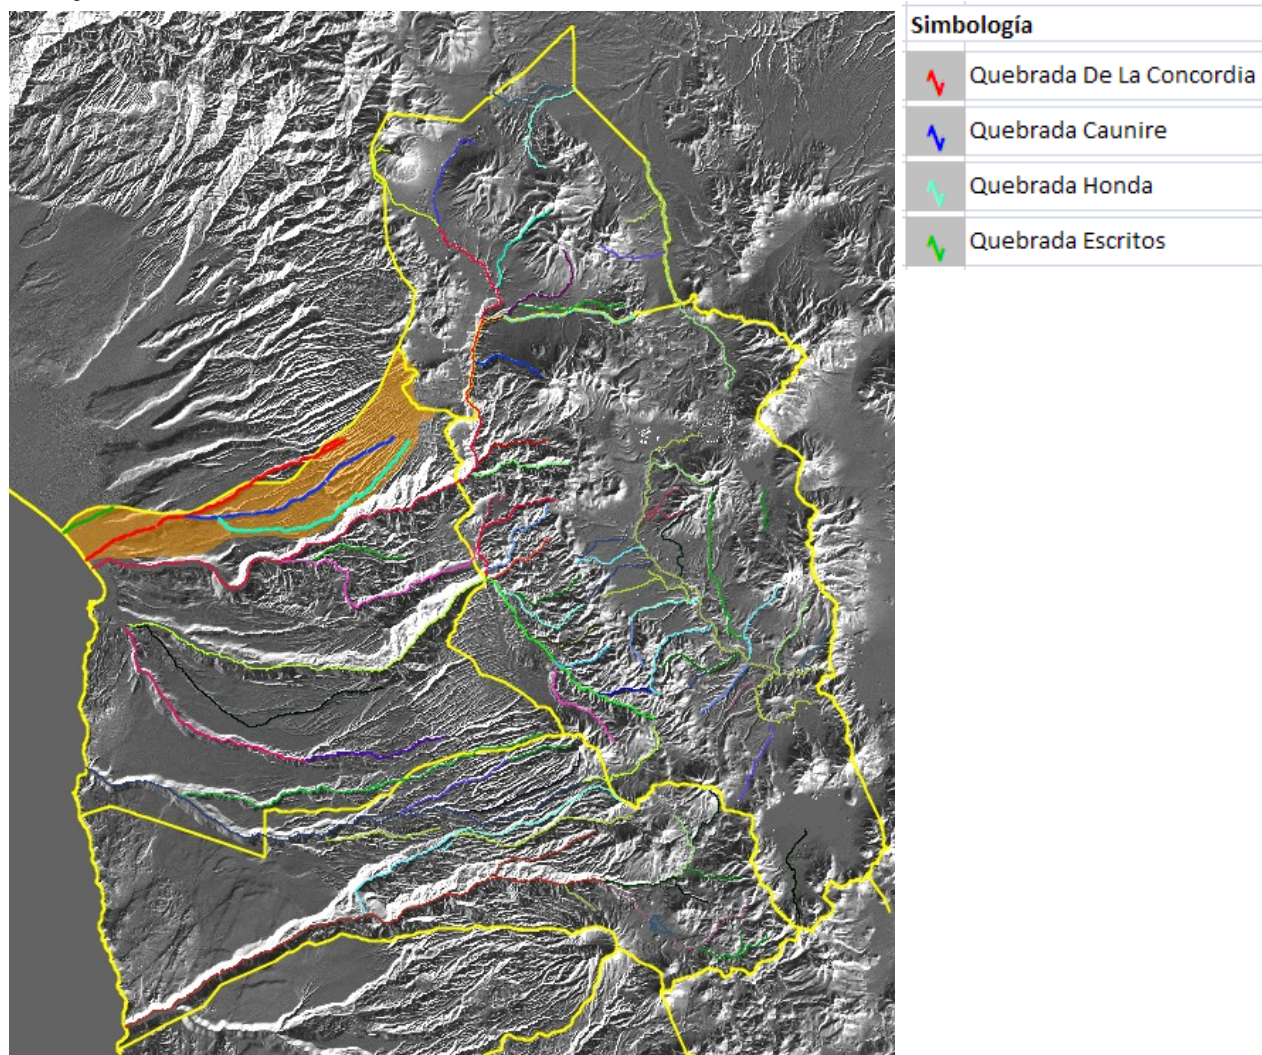 Simbología
Quebrada De La Concordia
Quebrada Caunire
Quebrada Honda
Quebrada Escritos